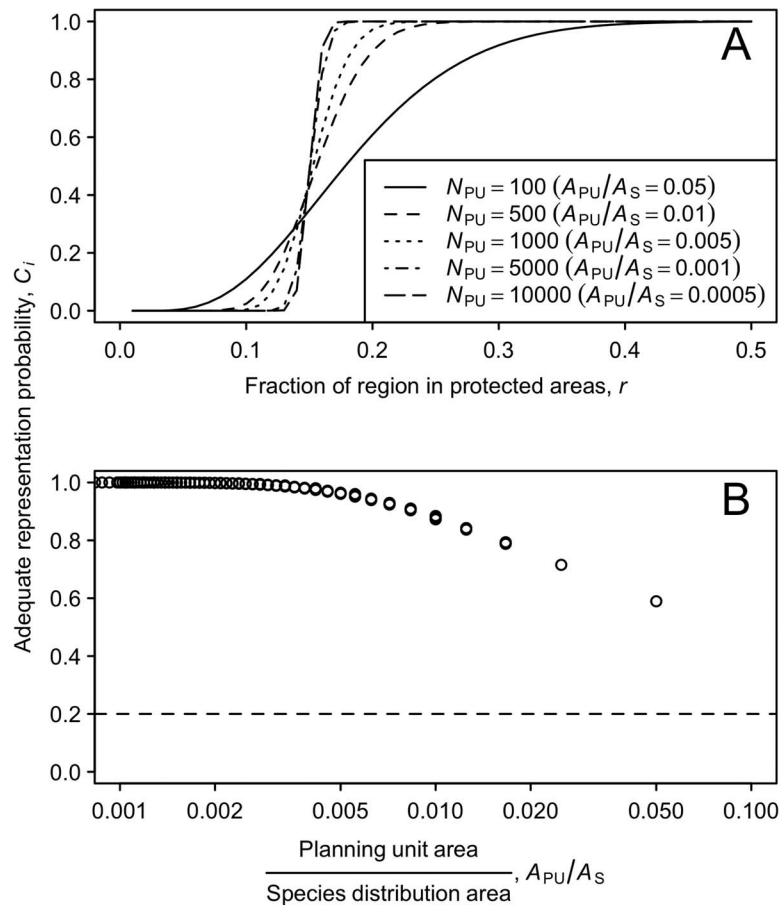 A
1.0
0.8
0.6
0.4
0.2
0.0
N_PU = 100 (A_PU/A_S = 0.05)
N_PU = 500 (A_PU/A_S = 0.01)
N_PU = 1000 (A_PU/A_S = 0.005)
N_PU = 5000 (A_PU/A_S = 0.001)
N_PU = 10000 (A_PU/A_S = 0.0005)
0.0 0.1 0.2 0.3 0.4 0.5
Fraction of region in protected areas, r
Adequate representation probability, C_i
B
1.0
0.8
0.6
0.4
0.2
0.0
0.001 0.002 0.005 0.010 0.020 0.050 0.100
Planning unit area
Species distribution area , A_PU/A_S